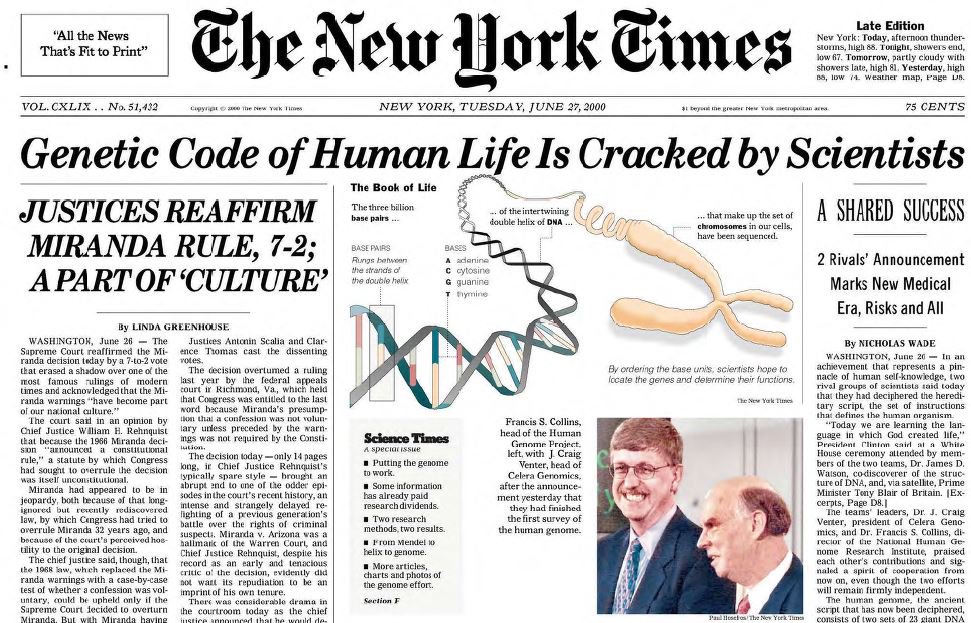 "All the News
That's Fit to Print"
The New York Times
Late Edition
New York: Today, afternoon thunder-
storms, high 88. Tonight, showers end,
low 67. Tomorrow, partly cloudy with
showers late, high 81. Yesterday, high
88, low 74. Weather map, Page D8.
VOL. CXLIX . . No. 51,432
Copyright © 2000 The New York Times
NEW YORK, TUESDAY, JUNE 27, 2000
$1 beyond the greater New York metropolitan area.
75 CENTS
Genetic Code of Human Life Is Cracked by Scientists
JUSTICES REAFFIRM
MIRANDA RULE, 7-2;
A PART OF 'CULTURE'
By LINDA GREENHOUSE
WASHINGTON, June 26 — The
Supreme Court reaffirmed the Mi-
randa decision today by a 7-to-2 vote
that erased a shadow over one of the
most famous rulings of modern
times and acknowledged that the Mi-
randa warnings "have become part
of our national culture."
The court said in an opinion by
Chief Justice William H. Rehnquist
that because the 1966 Miranda deci-
sion "announced a constitutional
rule," a statute by which Congress
had sought to overrule the decision
was itself unconstitutional.
Miranda had appeared to be in
jeopardy, both because of that long-
ignored but recently rediscovered
law, by which Congress had tried to
overrule Miranda 32 years ago, and
because of the court's perceived hos-
tility to the original decision.
The chief justice said, though, that
the 1968 law, which replaced the Mi-
randa warnings with a case-by-case
test of whether a confession was vol-
untary, could be upheld only if the
Supreme Court decided to overturn
Miranda. But with Miranda having
Justices Antonin Scalia and Clar-
ence Thomas cast the dissenting
votes.
The decision overturned a ruling
last year by the federal appeals
court in Richmond, Va., which held
that Congress was entitled to the last
word because Miranda's presump-
tion that a confession was not volun-
tary unless preceded by the warn-
ings was not required by the Consti-
tution.
The decision today — only 14 pages
long, in Chief Justice Rehnquist's
typically spare style — brought an
abrupt end to one of the odder epi-
sodes in the court's recent history, an
intense and strangely delayed re-
fighting of a previous generation's
battle over the rights of criminal
suspects. Miranda v. Arizona was a
hallmark of the Warren Court, and
Chief Justice Rehnquist, despite his
record as an early and tenacious
critic of the decision, evidently did
not want its repudiation to be an
imprint of his own tenure.
There was considerable drama in
the courtroom today as the chief
justice announced that he would de-
The Book of Life
The three billion
base pairs ...
... of the intertwining
double helix of DNA ...
... that make up the set of
chromosomes in our cells,
have been sequenced.
BASE PAIRS
Rungs between
the strands of
the double helix
BASES
A adenine
C cytosine
G guanine
T thymine
By ordering the base units, scientists hope to
locate the genes and determine their functions.
The New York Times
Science Times
A special issue
■ Putting the genome
to work.
■ Some information
has already paid
research dividends.
■ Two research
methods, two results.
■ From Mendel to
helix to genome.
■ More articles,
charts and photos of
the genome effort.
Section F
Francis S. Collins,
head of the Human
Genome Project,
left, with J. Craig
Venter, head of
Celera Genomics,
after the announce-
ment yesterday that
they had finished
the first survey of
the human genome.
Paul Hosefros/The New York Times
A SHARED SUCCESS
2 Rivals' Announcement
Marks New Medical
Era, Risks and All
By NICHOLAS WADE
WASHINGTON, June 26 — In an
achievement that represents a pin-
nacle of human self-knowledge, two
rival groups of scientists said today
that they had deciphered the heredi-
tary script, the set of instructions
that defines the human organism.
"Today we are learning the lan-
guage in which God created life,"
President Clinton said at a White
House ceremony attended by mem-
bers of the two teams, Dr. James D.
Watson, co-discoverer of the struc-
ture of DNA, and, via satellite, Prime
Minister Tony Blair of Britain. [Ex-
cerpts, Page D8.]
The teams' leaders, Dr. J. Craig
Venter, president of Celera Geno-
mics, and Dr. Francis S. Collins, di-
rector of the National Human Ge-
nome Research Institute, praised
each other's contributions and sig-
naled a spirit of cooperation from
now on, even though the two efforts
will remain firmly independent.
The human genome, the ancient
script that has now been deciphered,
consists of two sets of 23 giant DNA